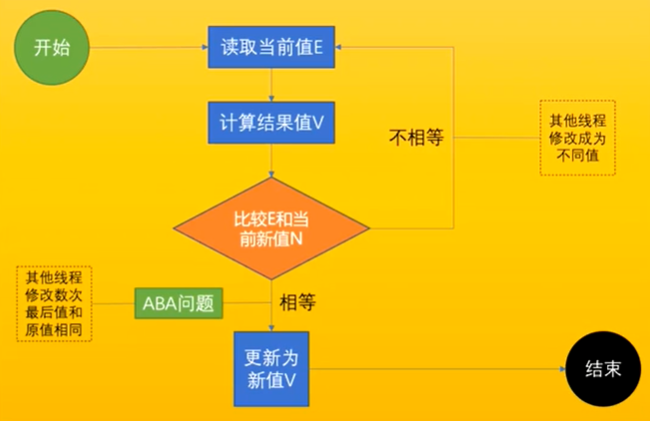 开始
读取当前值E
计算结果值V
不相等
其他线程
修改成为
不同值
比较E和当
前新值N
其他线程
修改数次
最后值和
原值相同
ABA问题
相等
更新为
新值V
结束